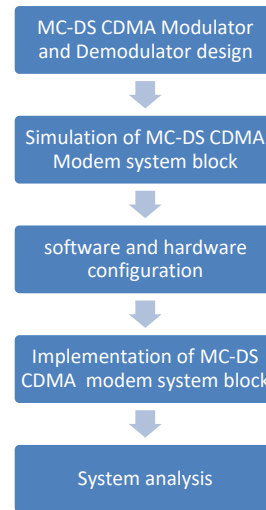 MC-DS CDMA Modulator
and Demodulator design
Simulation of MC-DS CDMA
Modem system block
software and hardware
configuration
Implementation of MC-DS
CDMA modem system block
System analysis